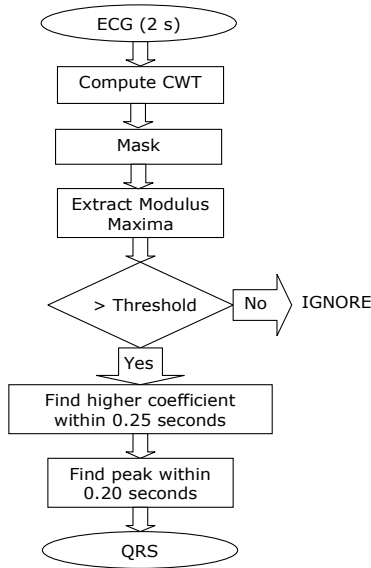 ECG (2 s)
Compute CWT
Mask
Extract Modulus
Maxima
> Threshold
No
IGNORE
Yes
Find higher coefficient
within 0.25 seconds
Find peak within
0.20 seconds
QRS